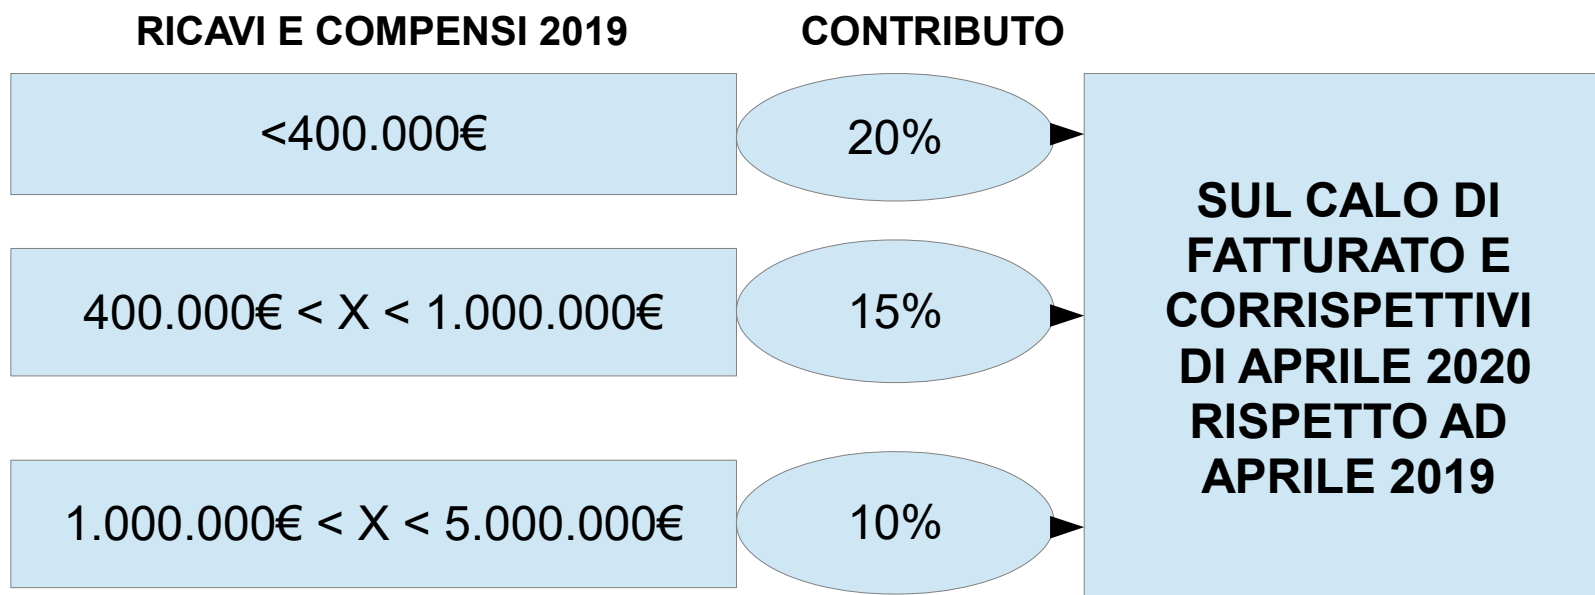 RICAVI E COMPENSI 2019 CONTRIBUTO
<400.000€ 20%
400.000€ < X < 1.000.000€ 15%
1.000.000€ < X < 5.000.000€ 10%
SUL CALO DI
FATTURATO E
CORRISPETTIVI
DI APRILE 2020
RISPETTO AD
APRILE 2019